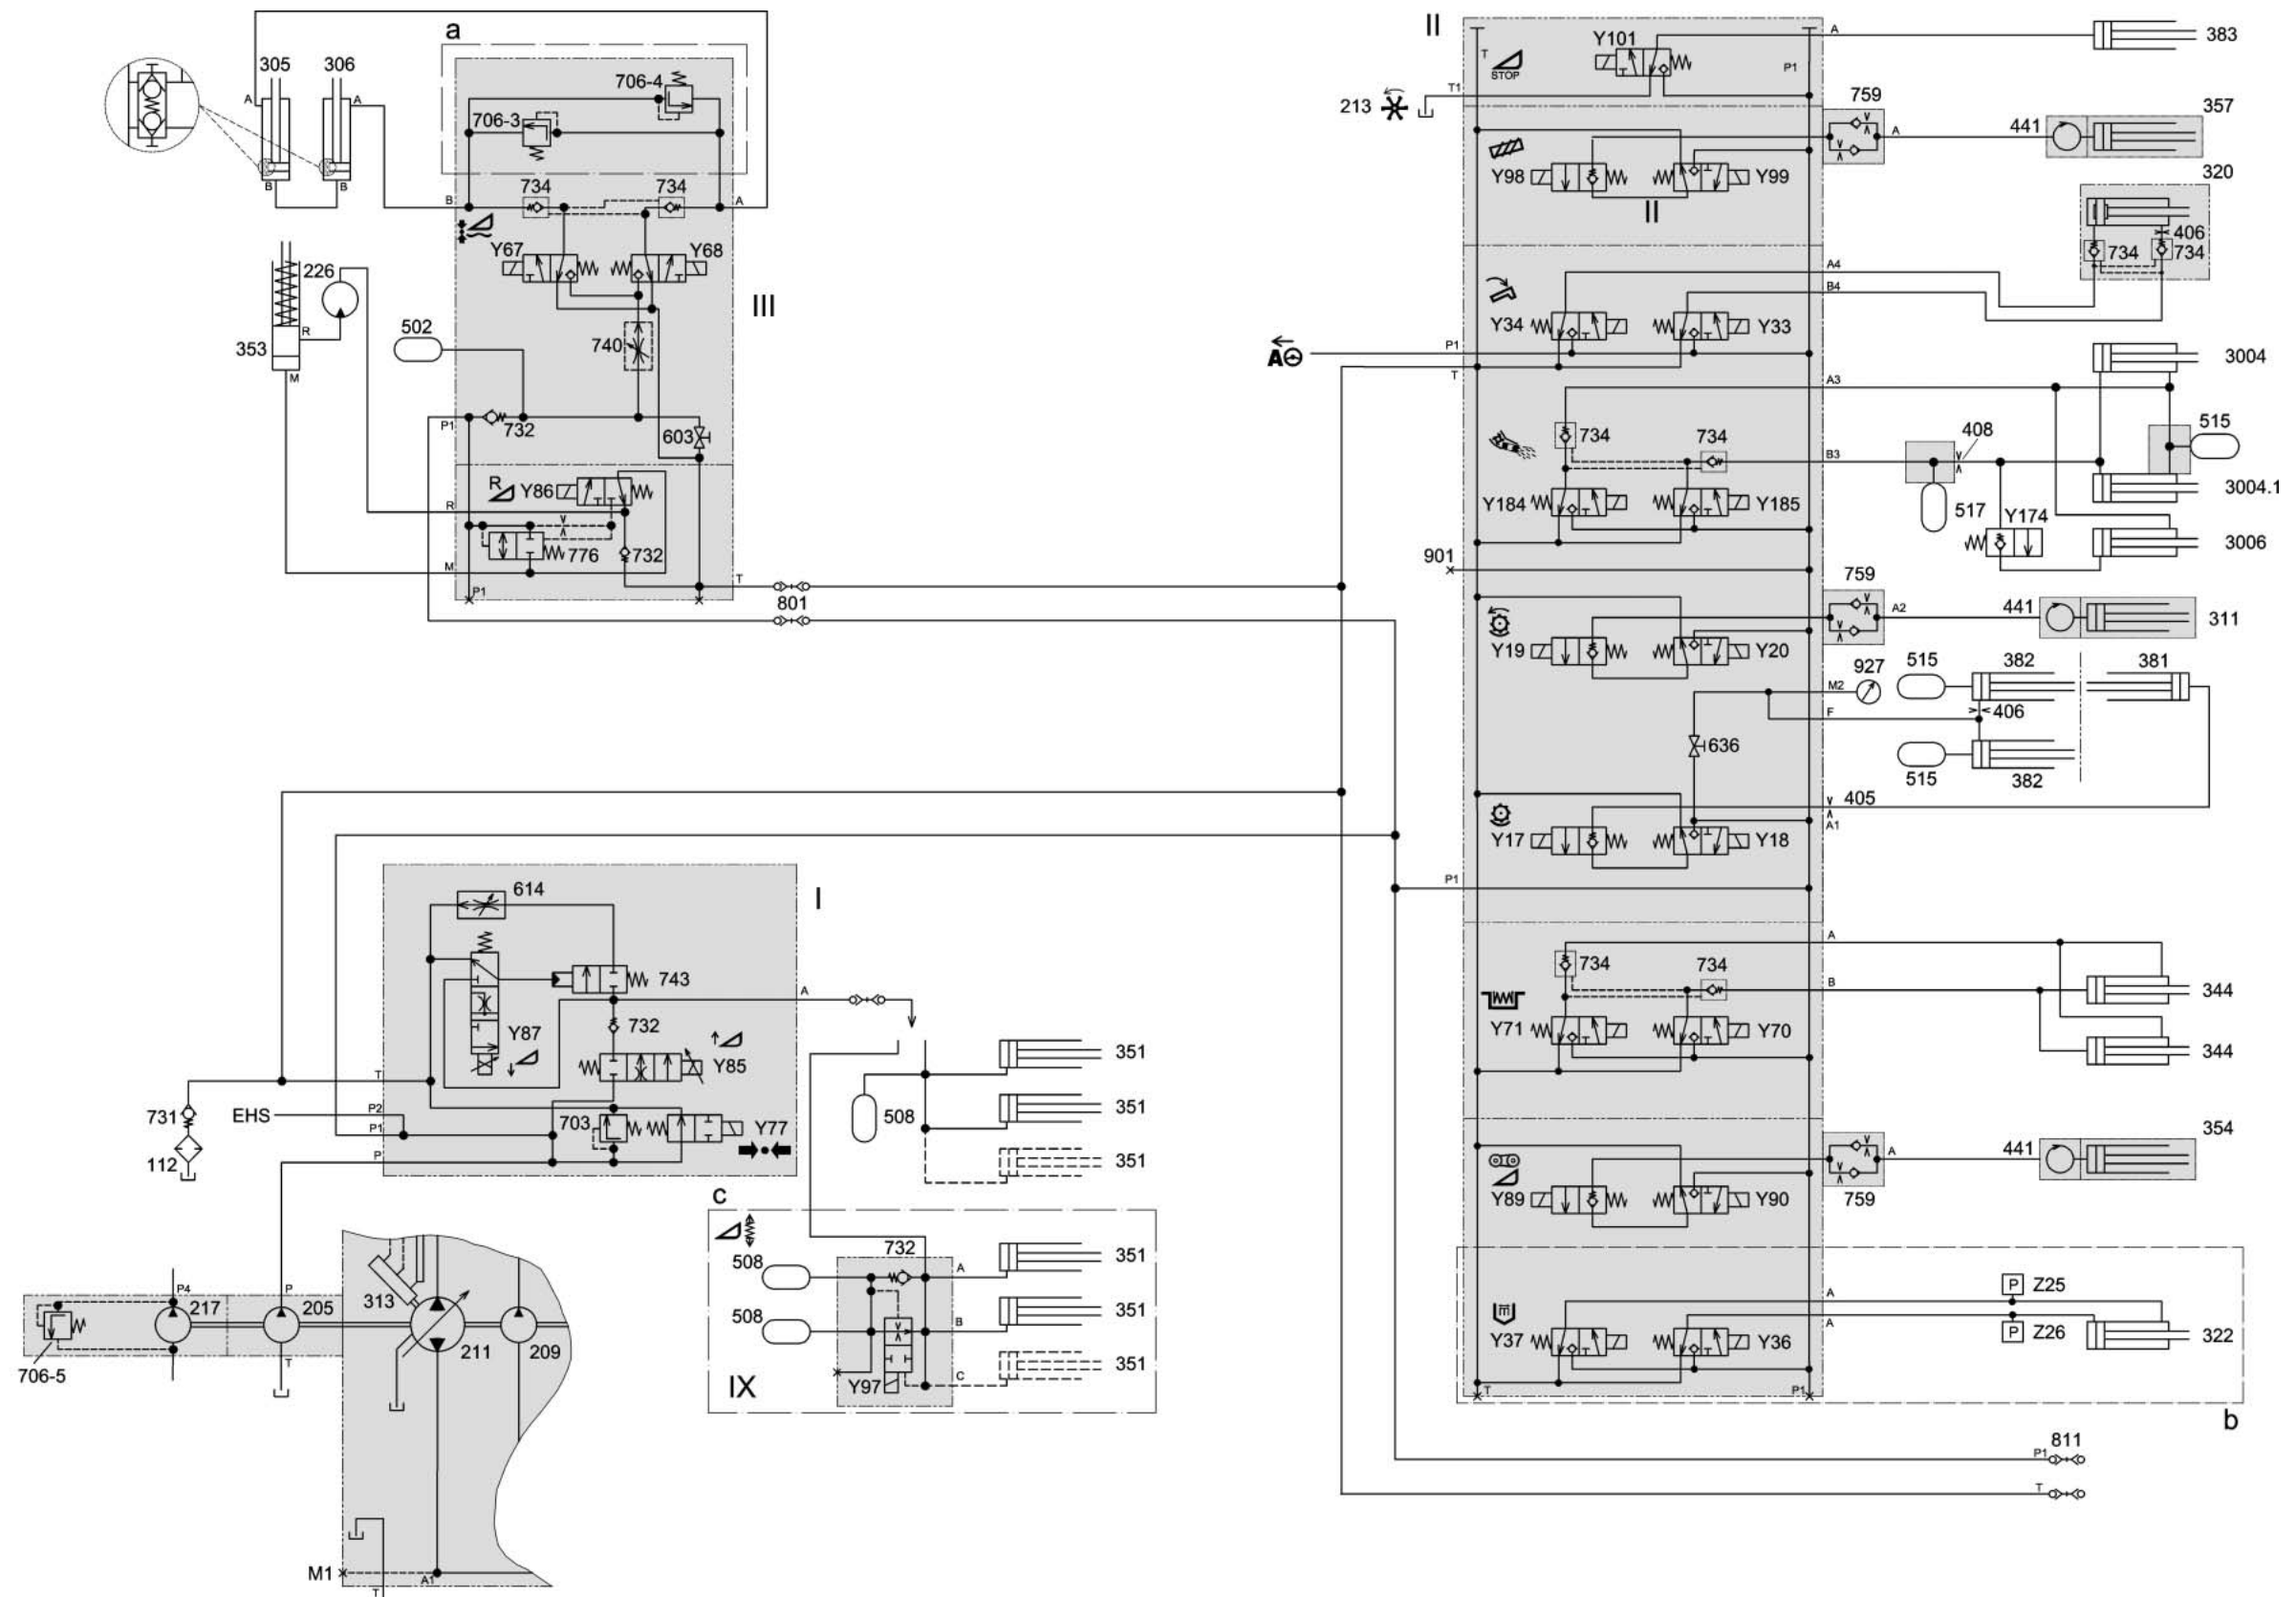 a
305 306
A A
B B
706-4
706-3
734 734
B A
Y67 Y68
III
226
353
R
M
502
740
P1
732
603
R Y86
R
776 732
M
P1
T
801
II
T
Y101
STOP
P1
T1
213
A
383
759
357
441
A
Y98 Y99
II
320
406
734 734
A4
B4
Y34 Y33
A
P1
T
3004
A3
734 734
B3
408
515
3004.1
517
Y174
Y184 Y185
3006
901
759
441
A2
311
Y19 Y20
927
M2
F
515
382
381
406
515
382
636
405
A1
Y17 Y18
P1
I
614
743
Y87
732
Y85
A
T
P2
EHS
P1
703
Y77
P
731
112
351
351
351
508
A
B
734 734
Y71 Y70
344
344
759
441
A
354
Y89 Y90
c
732
508
508
A
B
C
351
351
351
Y97
IX
P4
217
P
205
T
313
211
209
706-5
M1
A1
T
Z25
P
A
A
P
Z26
322
Y37 Y36
T
P1
b
811
P1
T